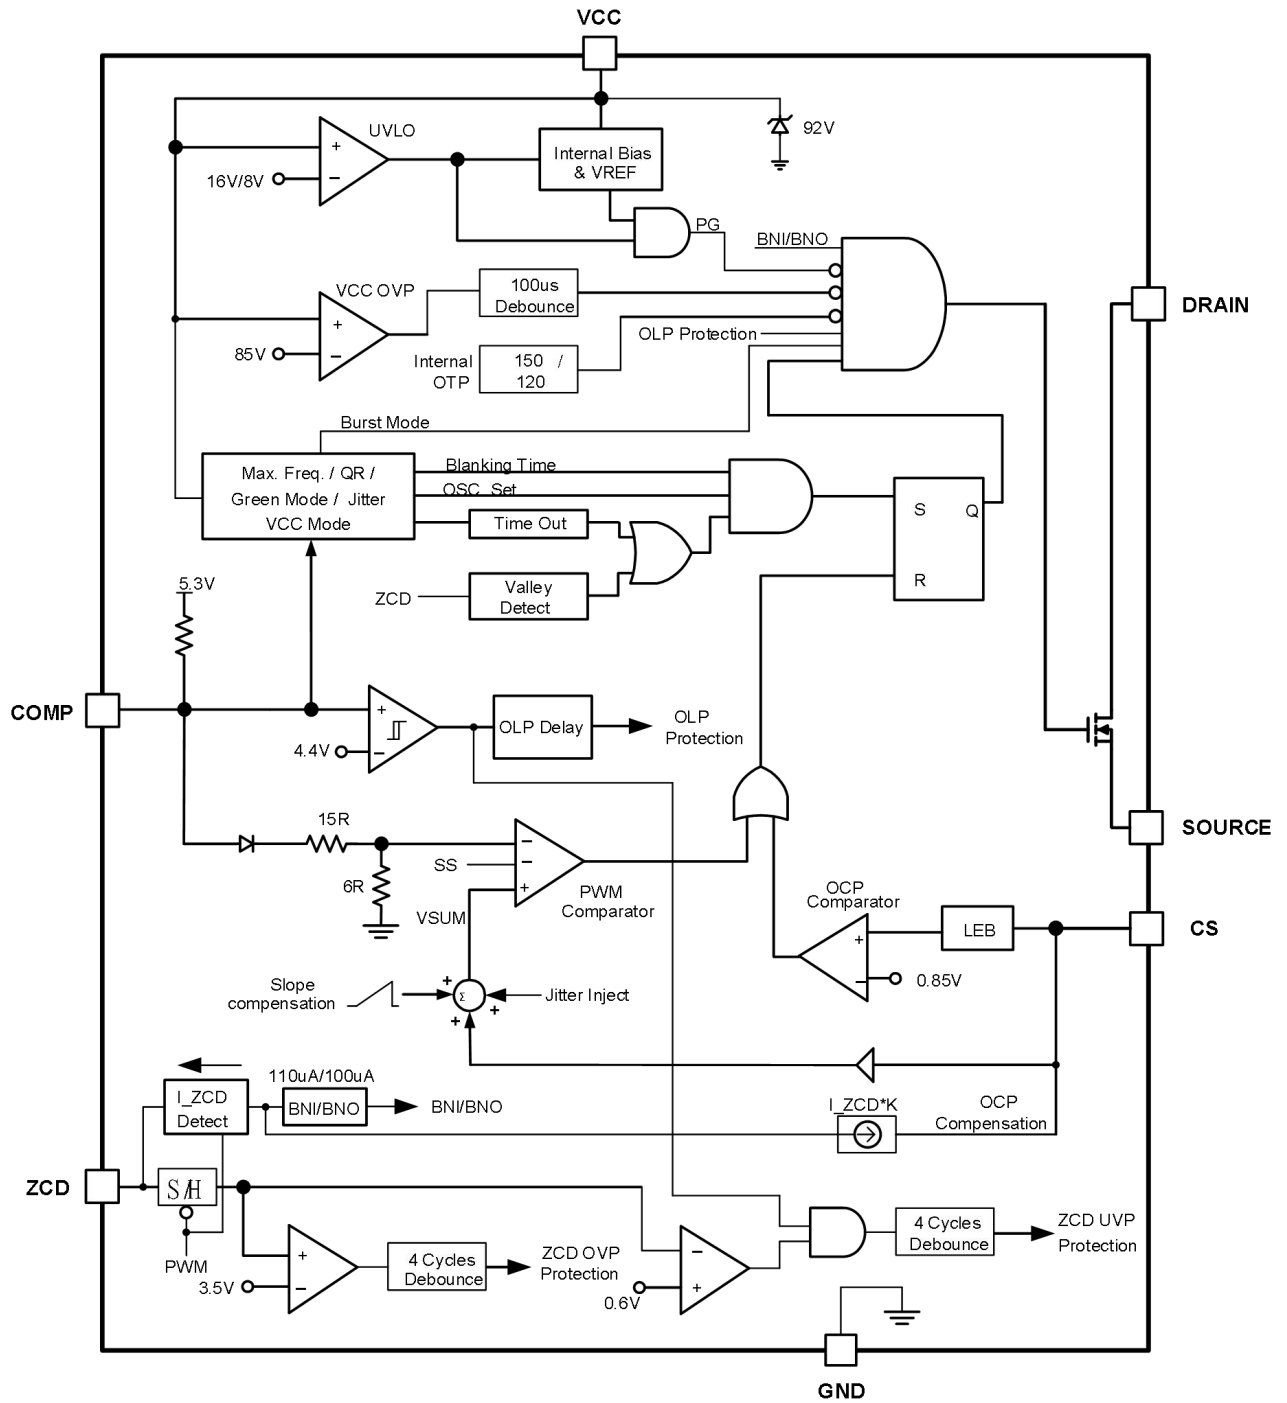 VCC
UVLO
92V
Internal Bias
& VREF
16V/8V
PG
BNI/BNO
VCC OVP
100us
Debounce
DRAIN
OLP Protection
85V
Internal
OTP
150 /
120
Burst Mode
Max. Freq. / QR /
Green Mode / Jitter
VCC Mode
Blanking Time
OSC Set
Time Out
S
Q
R
5.3V
ZCD
Valley
Detect
COMP
+
4.4V
−
OLP Delay
OLP
Protection
SOURCE
15R
6R
SS
VSUM
PWM
Comparator
OCP
Comparator
LEB
CS
0.85V
Slope
compensation
Σ
Jitter Inject
110uA/100uA
I_ZCD
Detect
BNI/BNO
BNI/BNO
I_ZCD*K
OCP
Compensation
ZCD
S/H
PWM
3.5V
4 Cycles
Debounce
ZCD OVP
Protection
0.6V
4 Cycles
Debounce
ZCD UVP
Protection
GND